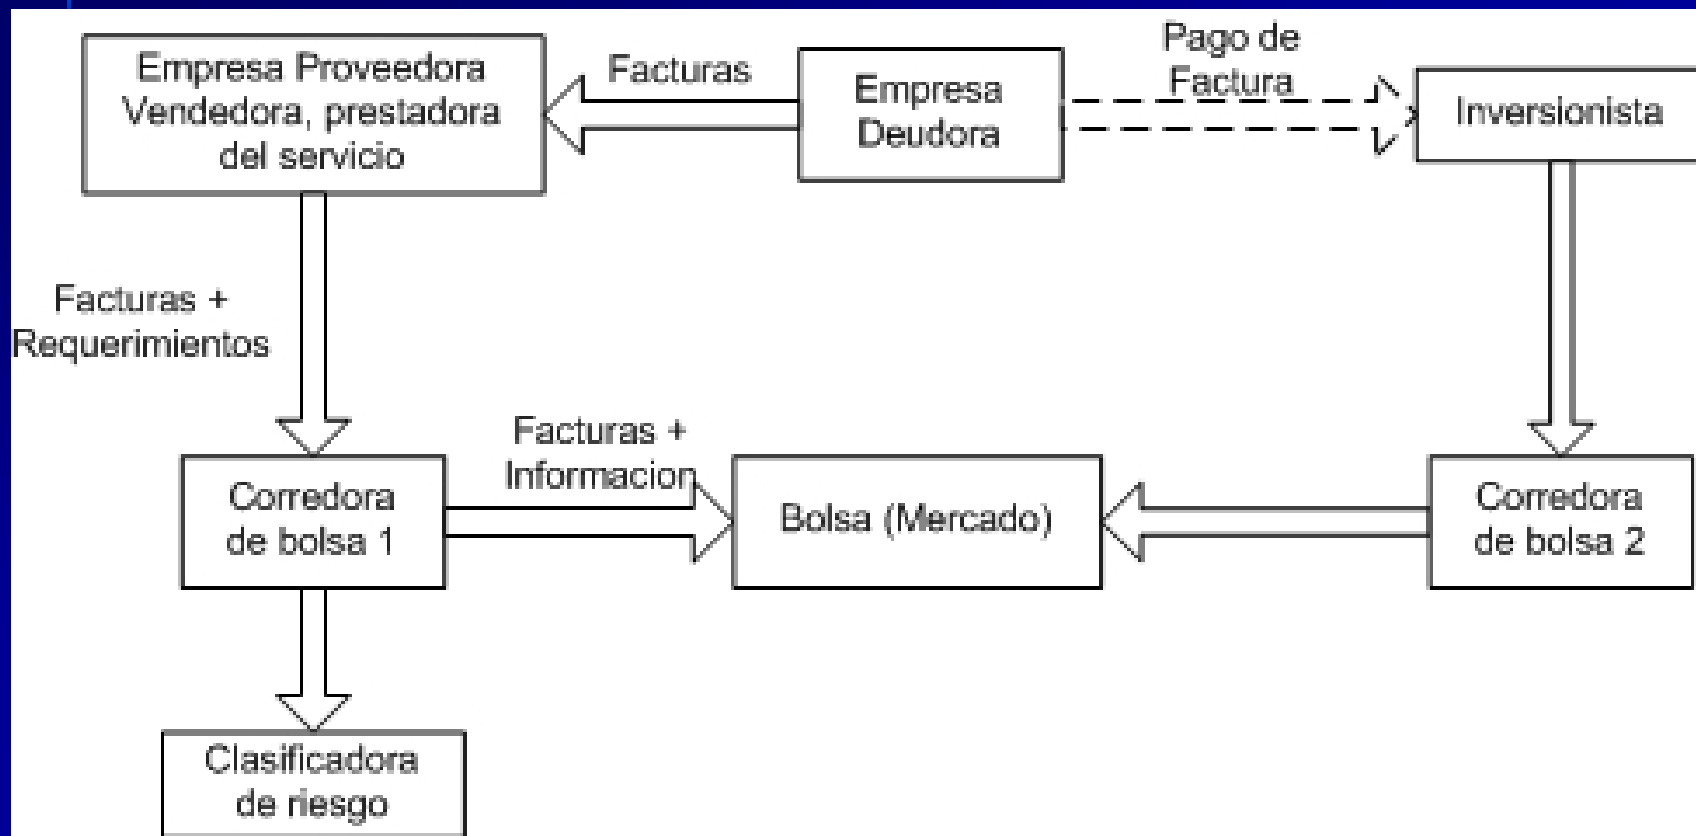 Empresa Proveedora
Vendedora, prestadora
del servicio
Facturas
Empresa
Deudora
Pago de
Factura
Inversionista
Facturas +
Requerimientos
Facturas +
Informacion
Corredora
de bolsa 1
Bolsa (Mercado)
Corredora
de bolsa 2
Clasificadora
de riesgo